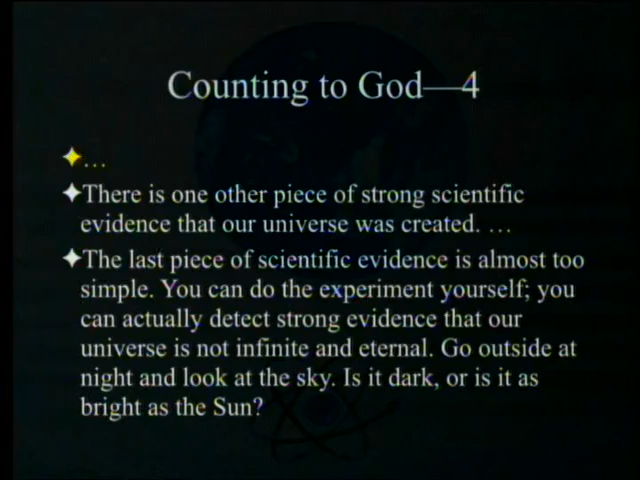 Counting to God—4
…
There is one other piece of strong scientific
evidence that our universe was created. …
The last piece of scientific evidence is almost too
simple. You can do the experiment yourself; you
can actually detect strong evidence that our
universe is not infinite and eternal. Go outside at
night and look at the sky. Is it dark, or is it as
bright as the Sun?